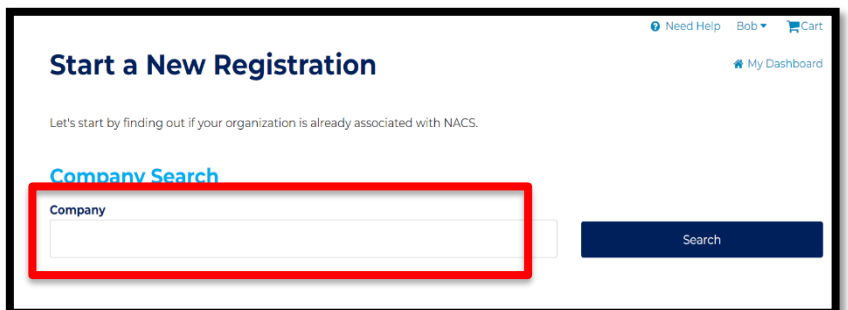 Need Help Bob Cart
Start a New Registration
My Dashboard
Let's start by finding out if your organization is already associated with NACS.
Company Search
Company
Search